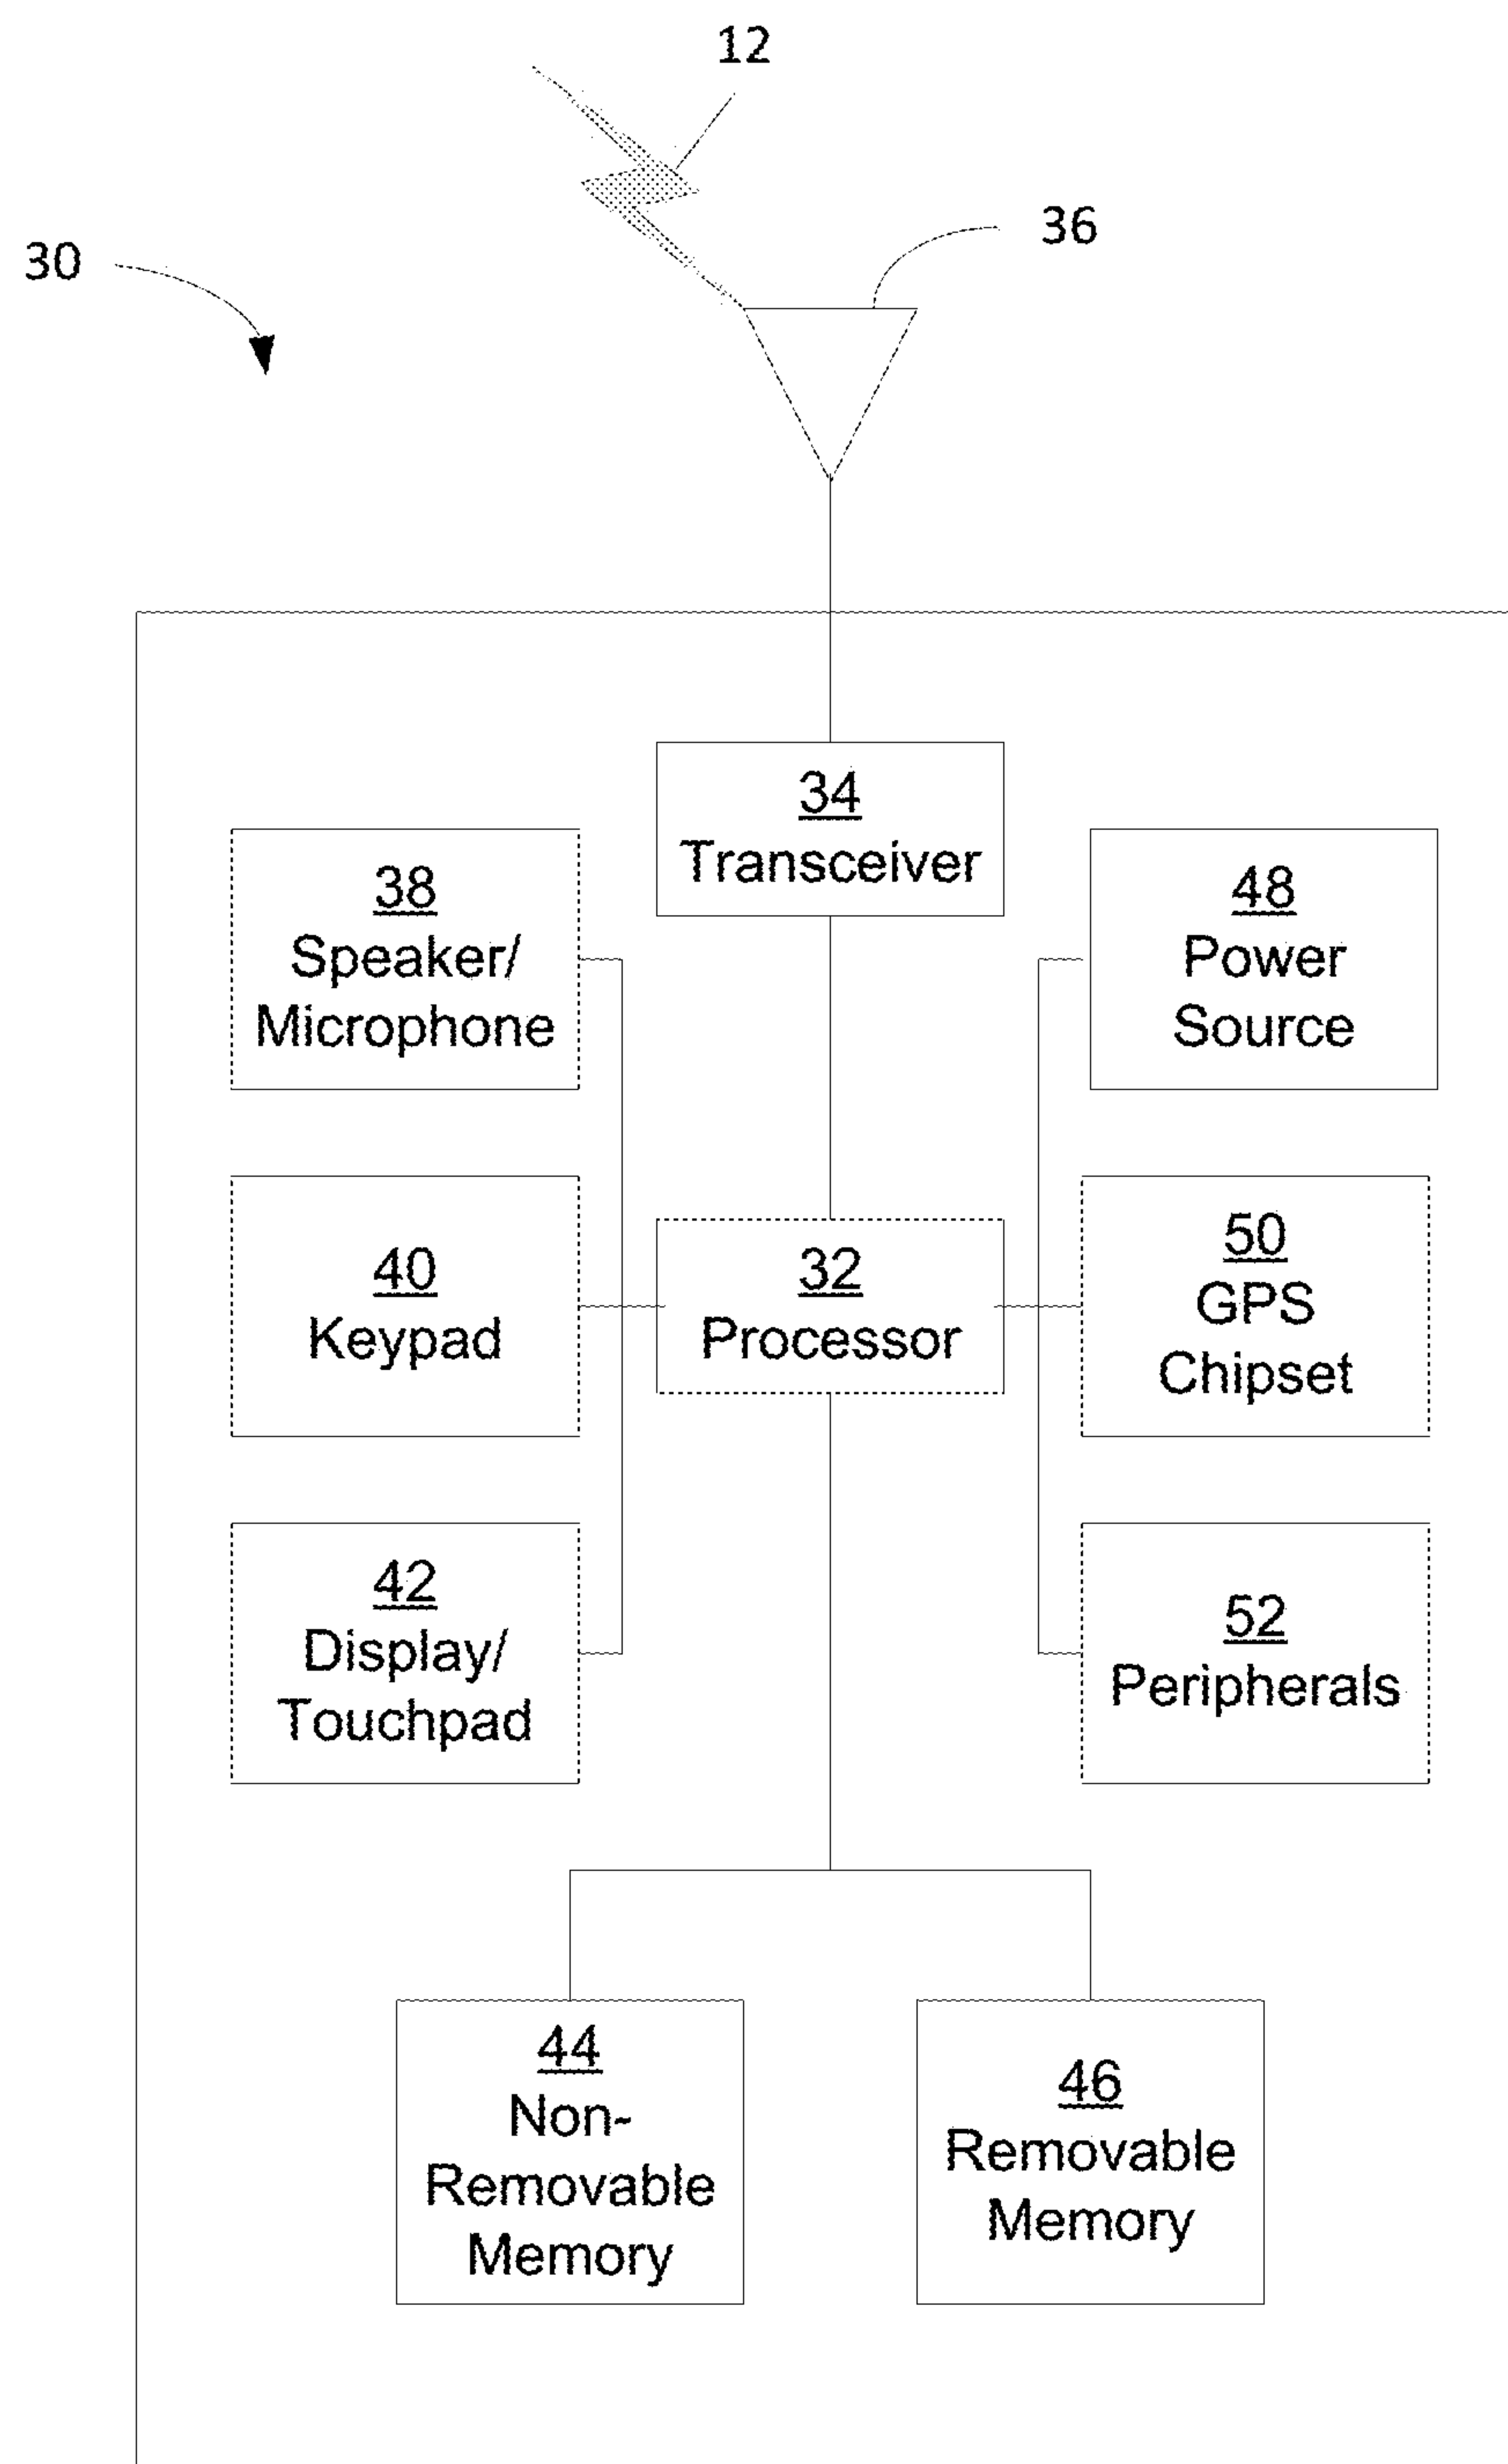 12
36
30
34
Transceiver
38
Speaker/
Microphone
48
Power
Source
40
Keypad
32
Processor
50
GPS
Chipset
42
Display/
Touchpad
52
Peripherals
44
Non-
Removable
Memory
46
Removable
Memory